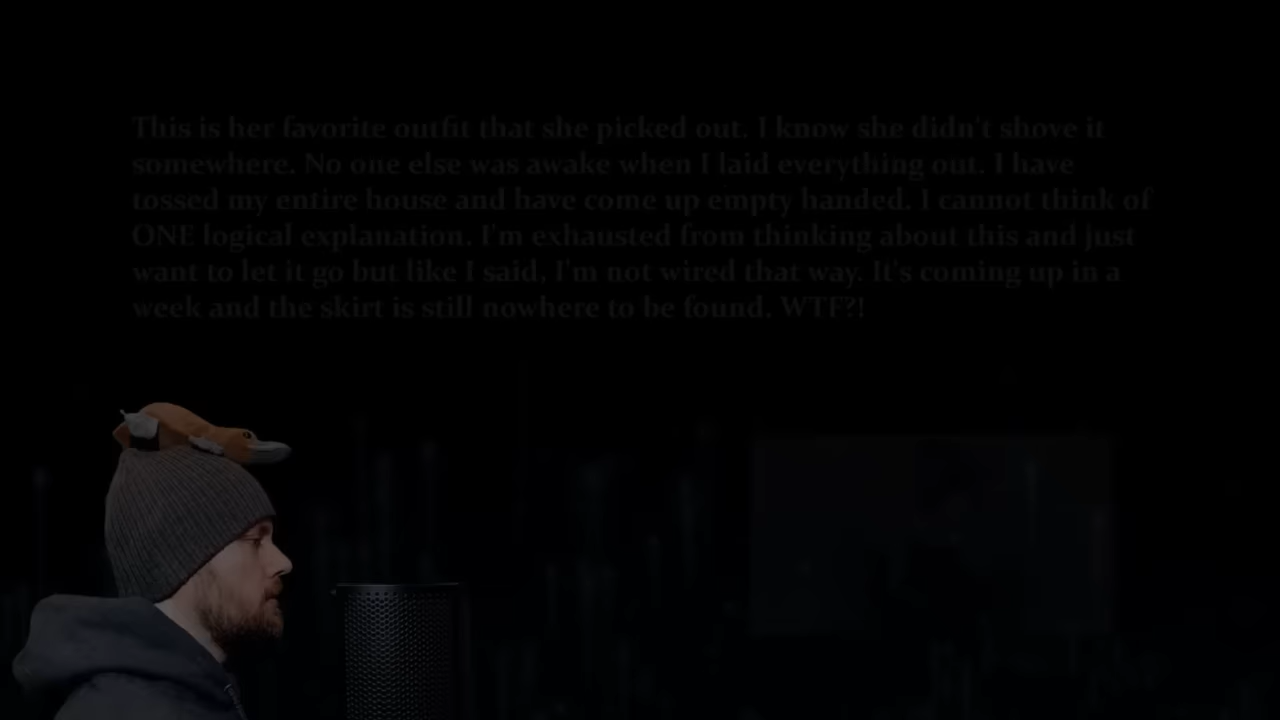 This is her favorite outfit that she picked out. I know she didn't shove it
somewhere. No one else was awake when I laid everything out. I have
tossed my entire house and have come up empty handed. I cannot think of
ONE logical explanation. I'm exhausted from thinking about this and just
want to let it go but like I said, I'm not wired that way. It's coming up in a
week and the skirt is still nowhere to be found. WTF?!